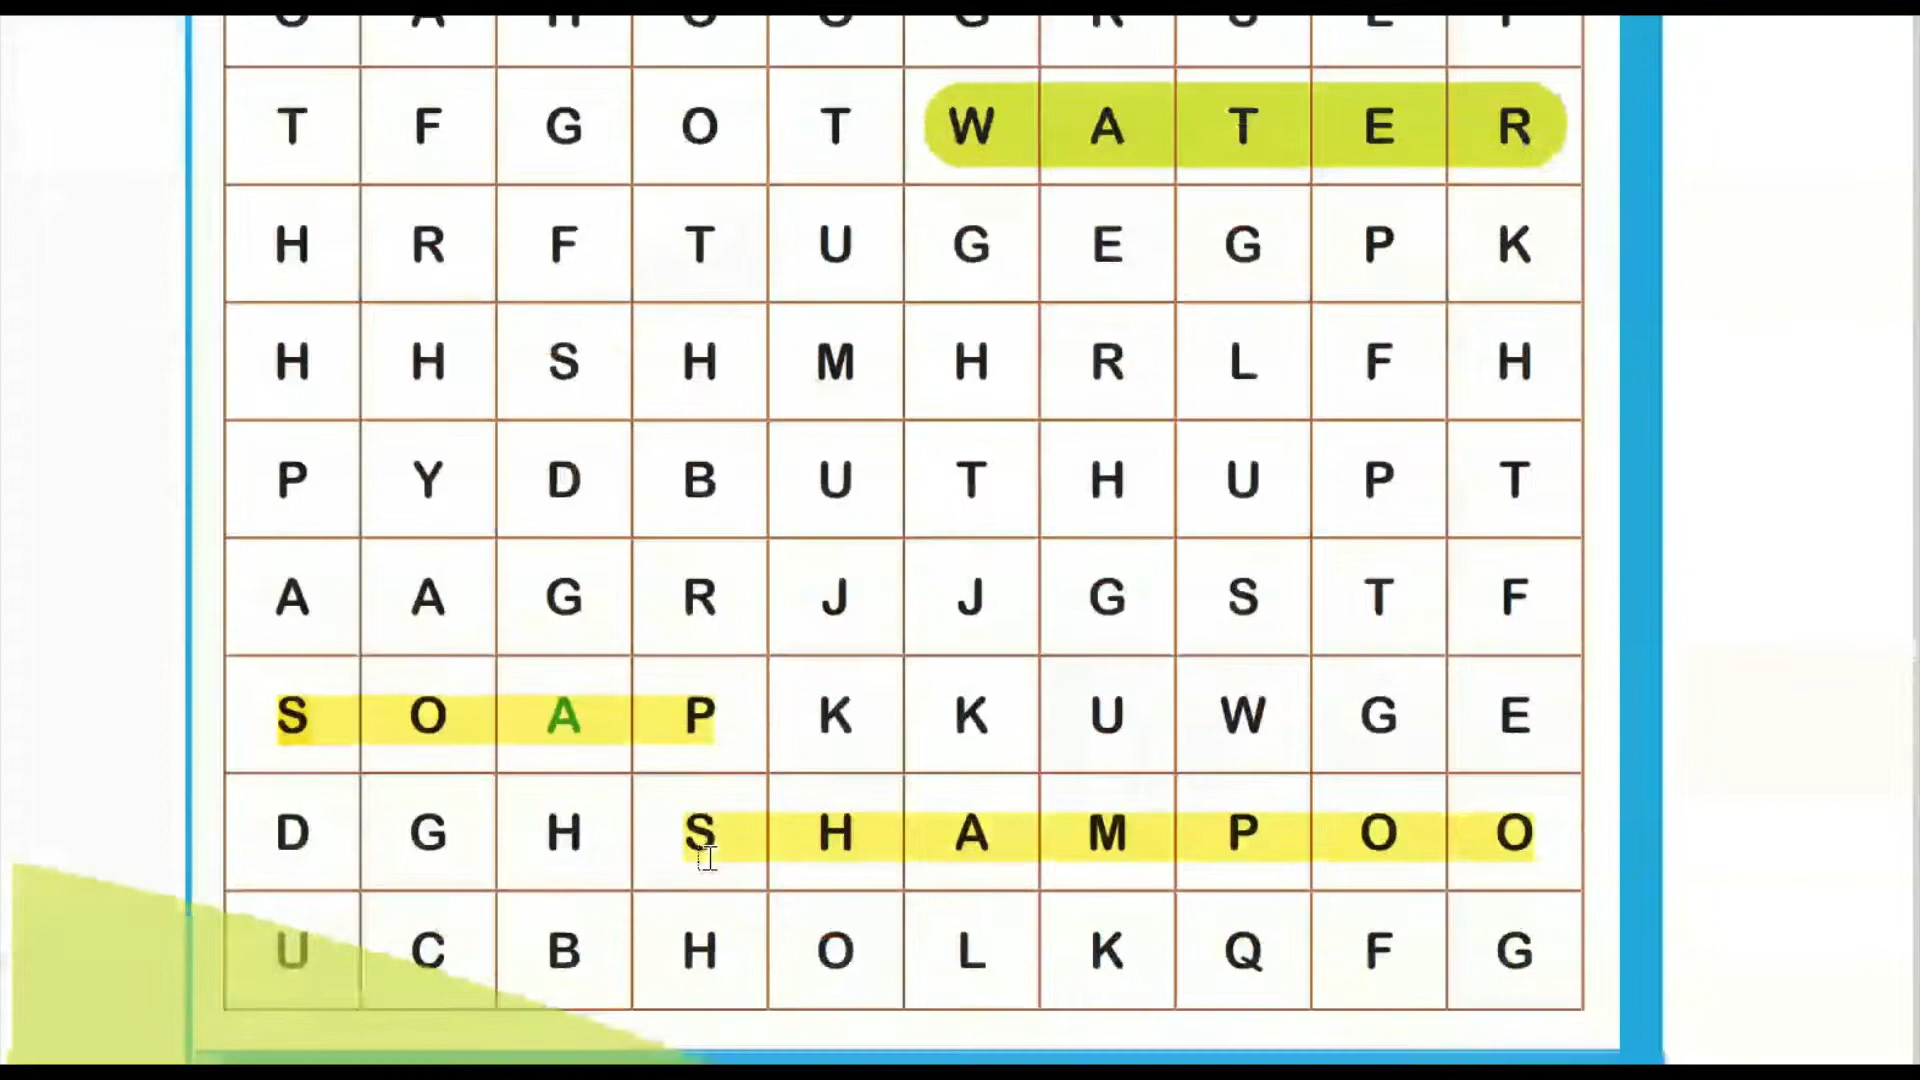 T F G O T W A T E R
H R F T U G E G P K
H H S H M H R L F H
P Y D B U T H U P T
A A G R J J G S T F
S O A P K K U W G E
D G H S H A M P O O
U C B H O L K Q F G